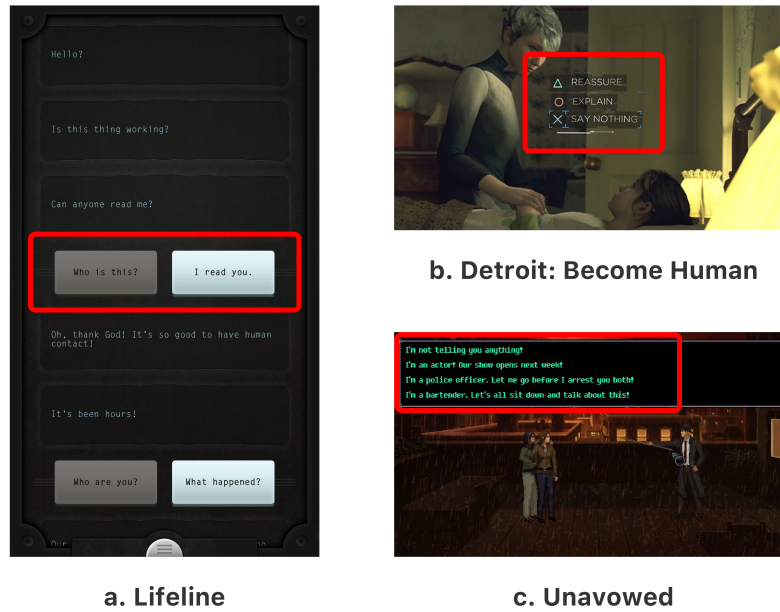 Hello?
Is this thing working?
Can anyone read me?
Who is this?
I read you.
Oh, thank God! It's so good to have human
contact!
It's been hours!
Who are you?
What happened?
Our
a. Lifeline
REASSURE
EXPLAIN
SAY NOTHING
b. Detroit: Become Human
I'm not telling you anything!
I'm an actor! Our show opens next week!
I'm a police officer. Let me go before I arrest you both!
I'm a bartender. Let's all sit down and talk about this!
c. Unavowed